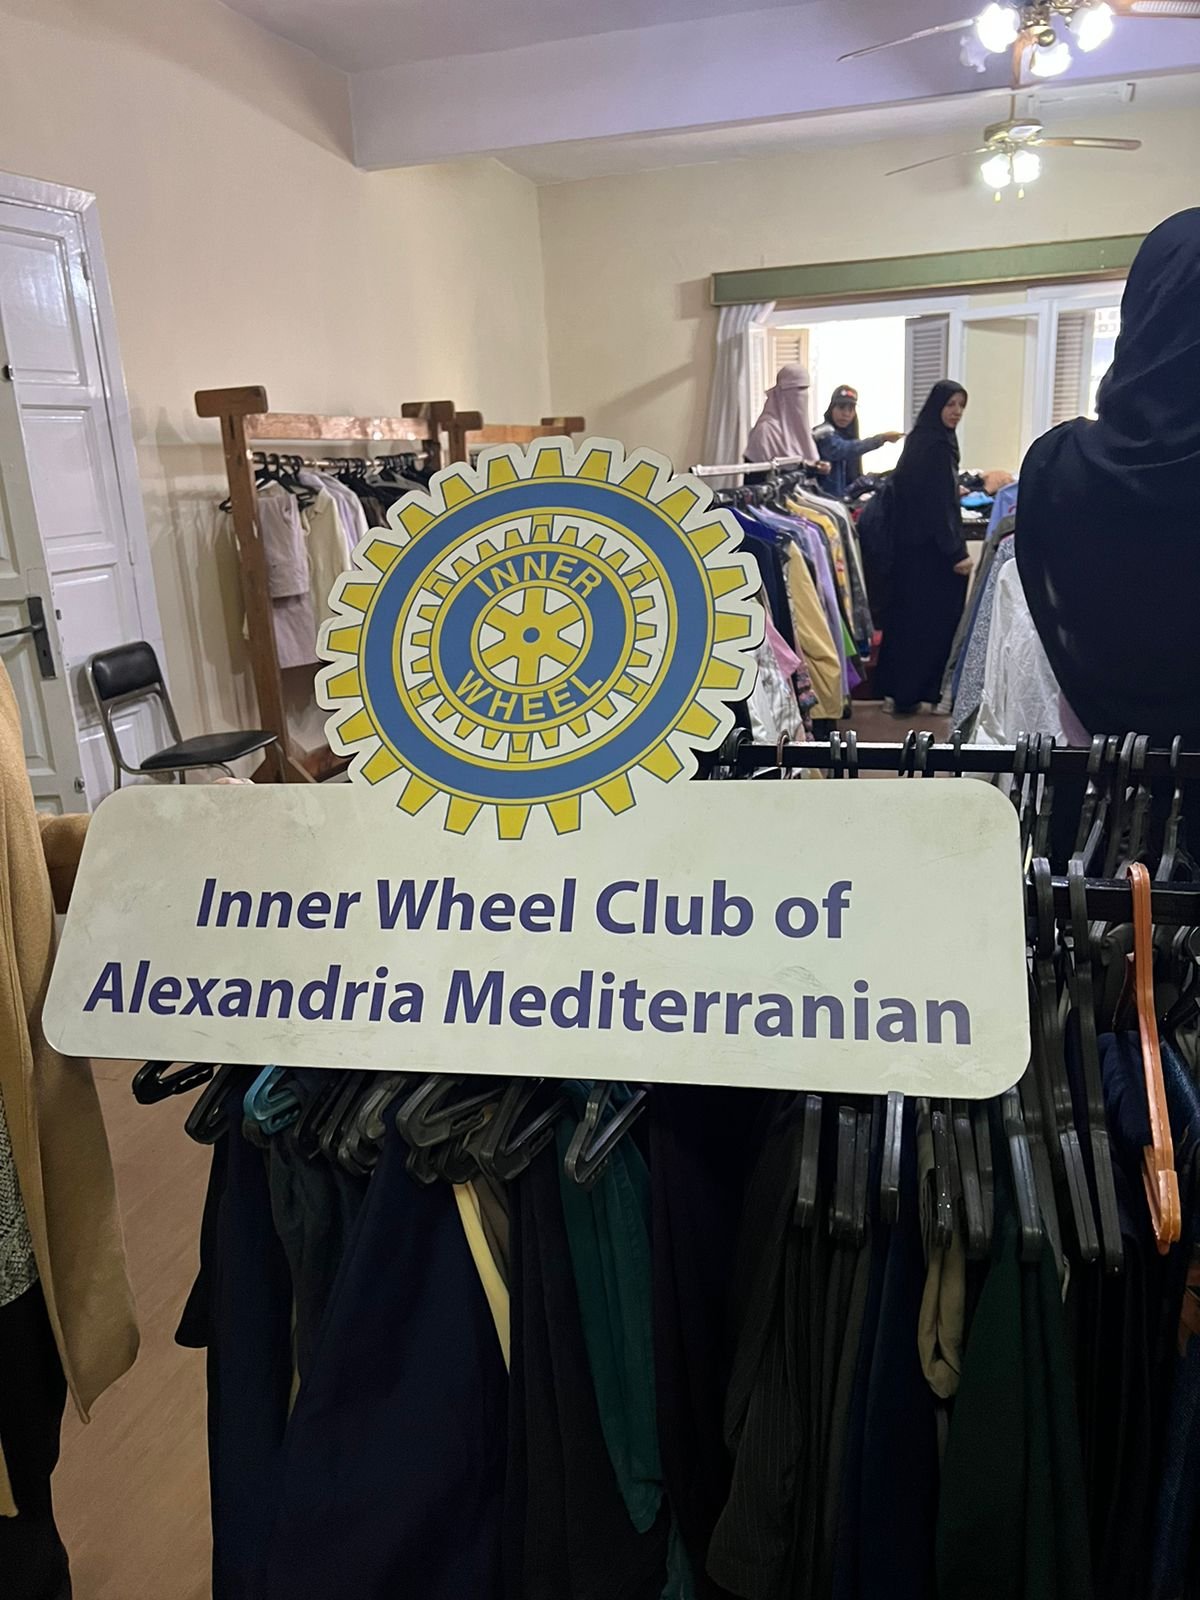 INNER
WHEEL
Inner Wheel Club of
Alexandria Mediterranian